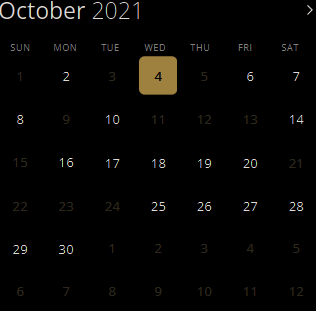 October 2021
SUN MON TUE WED THU FRI SAT
1 2 3 4 5 6 7
8 9 10 11 12 13 14
15 16 17 18 19 20 21
22 23 24 25 26 27 28
29 30 1 2 3 4 5
6 7 8 9 10 11 12